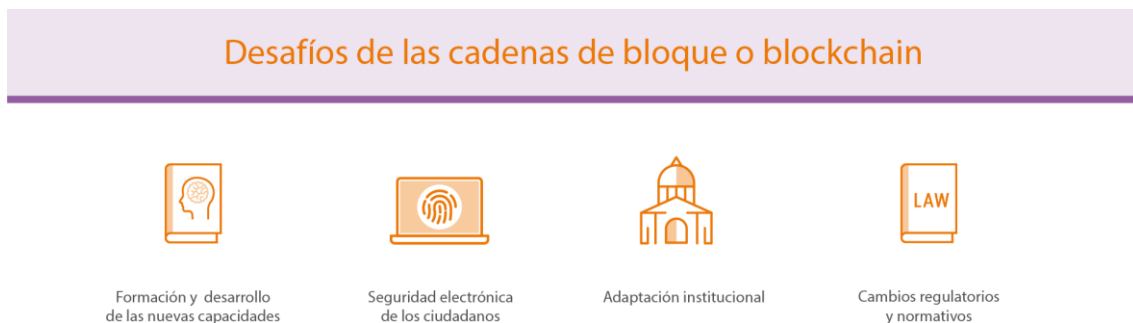 Desafíos de las cadenas de bloque o blockchain
LAW
Formación y desarrollo
de las nuevas capacidades
Seguridad electrónica
de los ciudadanos
Adaptación institucional
Cambios regulatorios
y normativos